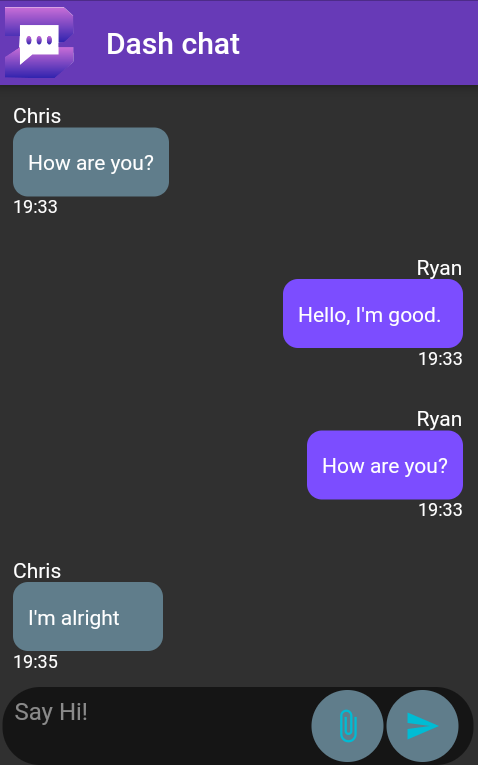 Dash chat
Chris
How are you?
19:33
Ryan
Hello, I'm good.
19:33
Ryan
How are you?
19:33
Chris
I'm alright
19:35
Say Hi!